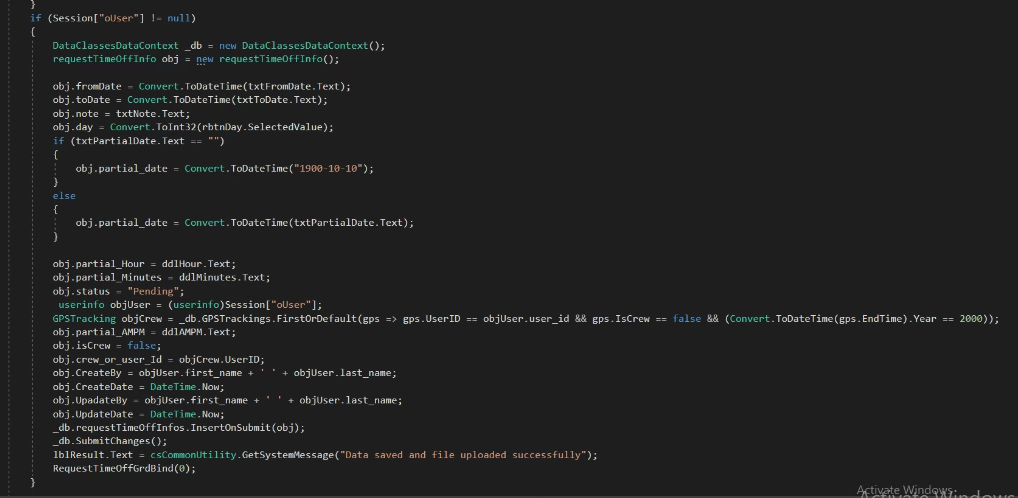 }
if (Session["oUser"] != null)
{
DataClassesDataContext _db = new DataClassesDataContext();
requestTimeOffInfo obj = new requestTimeOffInfo();
obj.fromDate = Convert.ToDateTime(txtFromDate.Text);
obj.toDate = Convert.ToDateTime(txtToDate.Text);
obj.note = txtNote.Text;
obj.day = Convert.ToInt32(rbtnDay.SelectedValue);
if (txtPartialDate.Text == "")
{
obj.partial_date = Convert.ToDateTime("1900-10-10");
}
else
{
obj.partial_date = Convert.ToDateTime(txtPartialDate.Text);
}
obj.partial_Hour = ddlHour.Text;
obj.partial_Minutes = ddlMinutes.Text;
obj.status = "Pending";
userinfo objUser = (userinfo)Session["oUser"];
GPSTracking objCrew = _db.GPSTrackings.FirstOrDefault(gps => gps.UserID == objUser.user_id && gps.IsCrew == false && (Convert.ToDateTime(gps.EndTime).Year == 2000));
obj.partial_AMPM = ddlAMPM.Text;
obj.isCrew = false;
obj.crew_or_user_Id = objCrew.UserID;
obj.CreateBy = objUser.first_name + ' ' + objUser.last_name;
obj.CreateDate = DateTime.Now;
obj.UpadateBy = objUser.first_name + ' ' + objUser.last_name;
obj.UpdateDate = DateTime.Now;
_db.requestTimeOffInfos.InsertOnSubmit(obj);
_db.SubmitChanges();
lblResult.Text = csCommonUtility.GetSystemMessage("Data saved and file uploaded successfully");
RequestTimeOffGrdBind(0);
}
Activate Windows